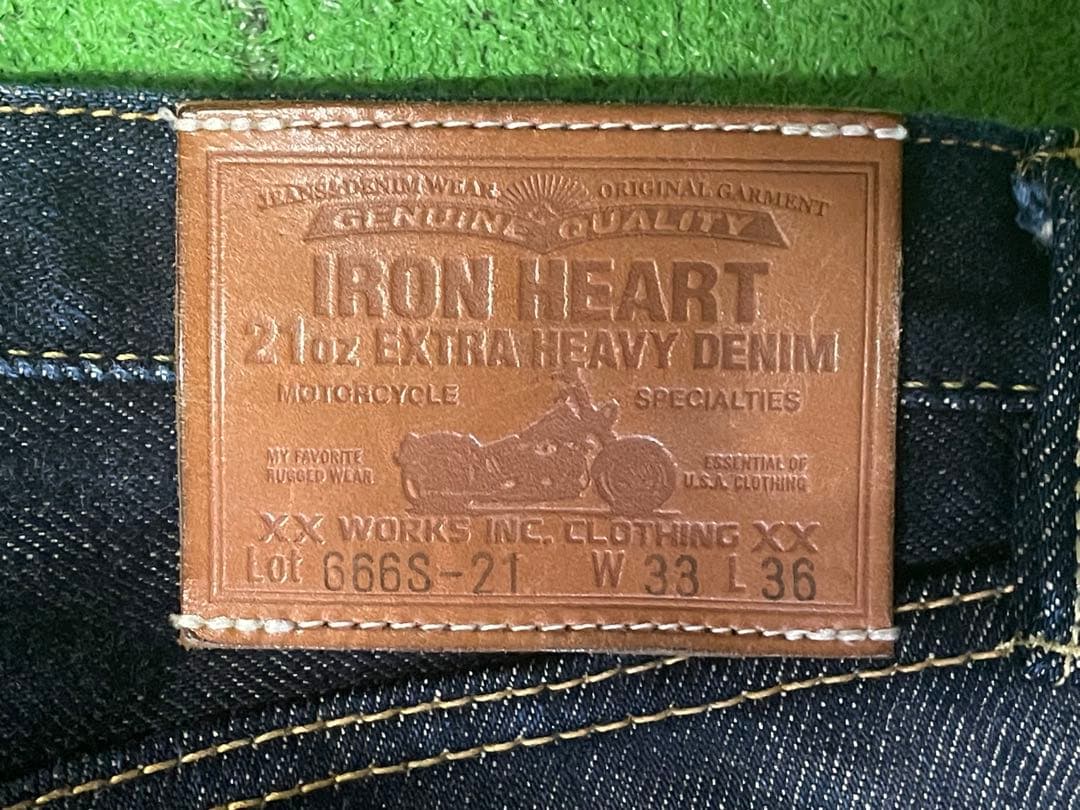 JEANS & DENIM WEAR ORIGINAL GARMENT
GENUINE QUALITY
IRON HEART
21oz EXTRA HEAVY DENIM
MOTORCYCLE SPECIALTIES
MY FAVORITE
RUGGED WEAR
ESSENTIAL OF
U.S.A. CLOTHING
XX WORKS INC. CLOTHING XX
Lot 666S-21 W 33 L 36